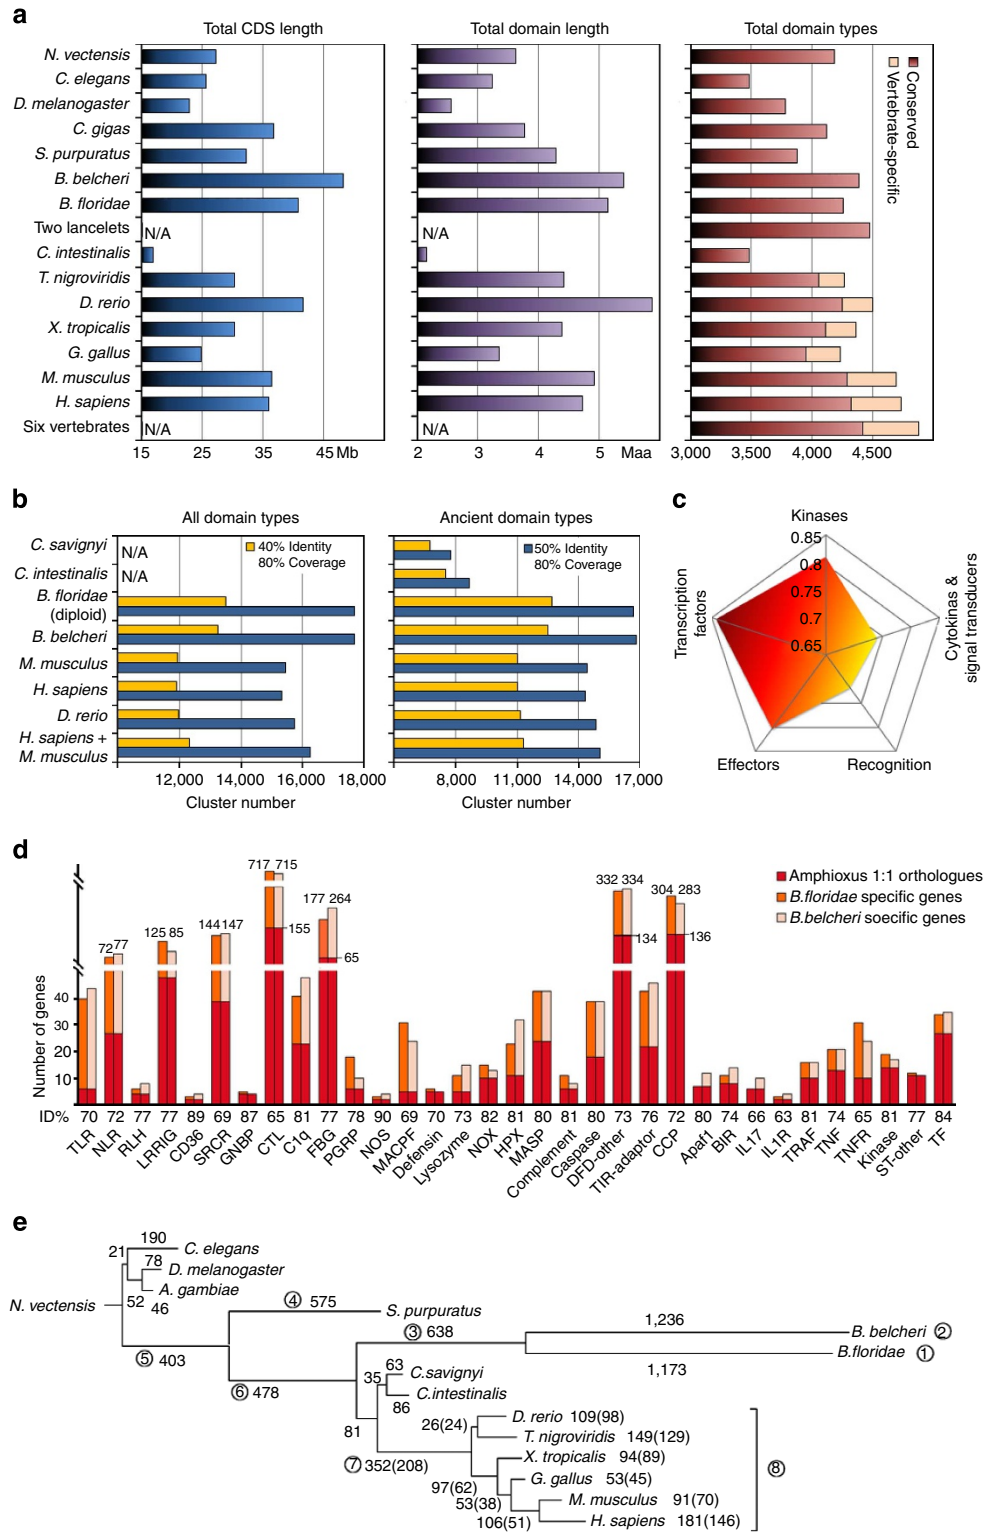 a
Total CDS length
Total domain length
Total domain types
N. vectensis
C. elegans
D. melanogaster
C. gigas
S. purpuratus
B. belcheri
B. floridae
Two lancelets
C. intestinalis
T. nigroviridis
D. rerio
X. tropicalis
G. gallus
M. musculus
H. sapiens
Six vertebrates
N/A
N/A
N/A
N/A
Conserved
Vertebrate-specific
15 25 35 45 Mb
2 3 4 5 Maa
3,000 3,500 4,000 4,500
b
All domain types
Ancient domain types
C. savignyi
C. intestinalis
B. floridae
(diploid)
B. belcheri
M. musculus
H. sapiens
D. rerio
H. sapiens +
M. musculus
N/A
N/A
40% Identity
80% Coverage
50% Identity
80% Coverage
12,000 14,000 16,000 18,000
Cluster number
8,000 11,000 14,000 17,000
Cluster number
c
Kinases
0.85
0.8
0.75
0.7
0.65
Transcription
factors
Cytokinas &
signal transducers
Effectors
Recognition
d
Amphioxus 1:1 orthologues
B.floridae specific genes
B.belcheri soecific genes
Number of genes
40
30
20
10
72 77
125 85
144 147
717 715
155
177 264
65
332 334
134
304 283
136
ID% 70 72 77 77 89 69 87 65 81 77 78 90 69 70 73 82 81 80 81 80 73 76 72 80 74 66 63 81 74 65 81 77 84
TLR NLR RLH LRRIG CD36 SRCR GNBP CTL C1q FBG PGRP NOS MACPF Defensin Lysozyme NOX HPX MASP Complement Caspase DFD-other TIR-adaptor CCP Apaf1 BIR IL17 IL1R TRAF TNF TNFR Kinase ST-other TF
e
190
C. elegans
21
78
D. melanogaster
A. gambiae
52 46
N. vectensis
4 575
S. purpuratus
3 638
1,236
B. belcheri 2
B.floridae 1
1,173
5 403
6 478
63
C.savignyi
35
C.intestinalis
86
81
D. rerio 109(98)
26(24)
T. nigroviridis 149(129)
X. tropicalis 94(89)
7 352(208)
8
G. gallus 53(45)
97(62)
M. musculus 91(70)
53(38)
H. sapiens 181(146)
106(51)